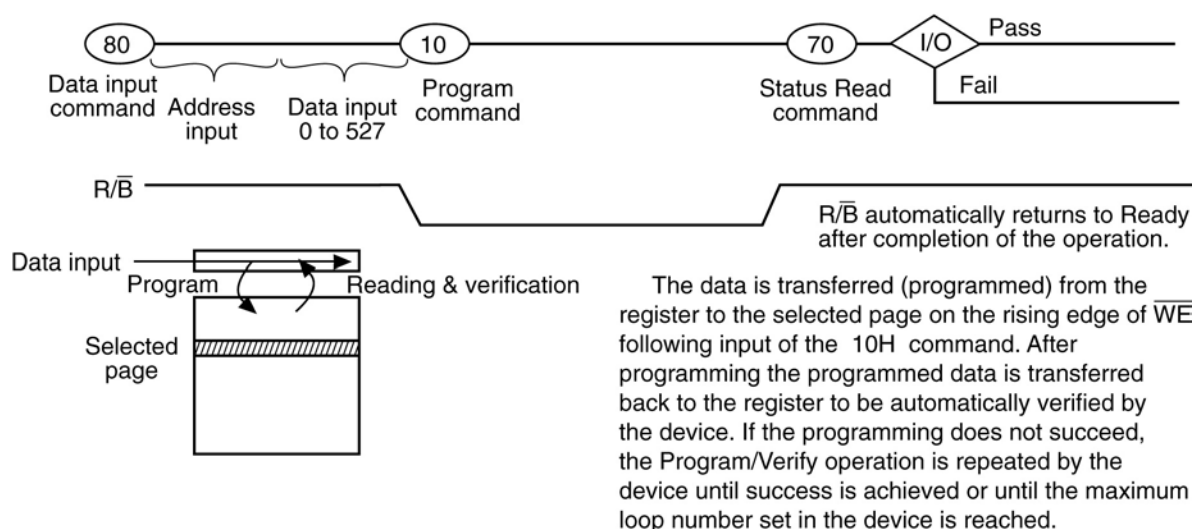 80
10
70
I/O
Pass
Fail
Data input
command
Address
input
Data input
0 to 527
Program
command
Status Read
command
R/B̅
R/B̅ automatically returns to Ready
after completion of the operation.
Data input
Program
Reading & verification
Selected
page
The data is transferred (programmed) from the
register to the selected page on the rising edge of W̅E̅
following input of the 10H command. After
programming the programmed data is transferred
back to the register to be automatically verified by
the device. If the programming does not succeed,
the Program/Verify operation is repeated by the
device until success is achieved or until the maximum
loop number set in the device is reached.